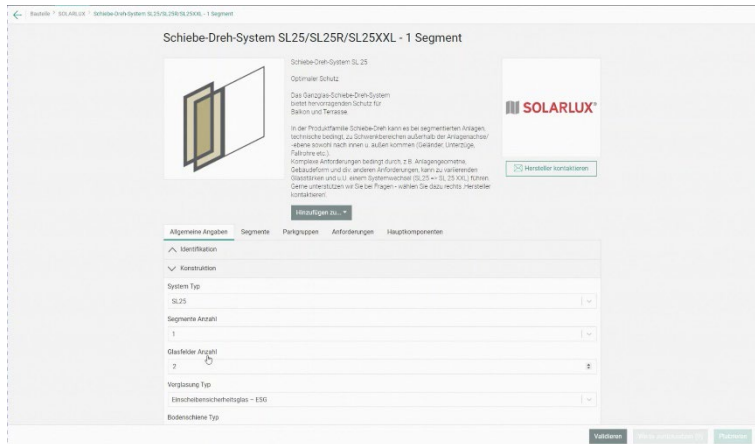 Bauteile / SOLARLUX / Schiebe-Dreh-System SL25/SL25R/SL25XXL - 1 Segment
Schiebe-Dreh-System SL25/SL25R/SL25XXL - 1 Segment
Schiebe-Dreh-System SL 25
Optimaler Schutz
Das Ganzglas-Schiebe-Dreh-System
bietet hervorragenden Schutz für
Balkon und Terrasse.
In der Produktfamilie Schiebe-Dreh kann es bei segmentierten Anlagen,
technische bedingt, zu Schwenkbereichen außerhalb der Anlagenachse/
-ebene sowohl nach innen u. außen kommen (Geländer, Unterzüge,
Fallrohre etc.).
Komplexe Anforderungen bedingt durch, z.B. Anlagengeometrie,
Gebäudeform und div. anderen Anforderungen, kann zu variierenden
Glasstärken und u.U. einem Systemwechsel (SL25 => SL 25 XXL) führen.
Gerne unterstützen wir Sie bei Fragen - wählen Sie dazu rechts „Hersteller
kontaktieren“.
SOLARLUX®
Hersteller kontaktieren
Hinzufügen zu...
Allgemeine Angaben Segmente Parkgruppen Anforderungen Hauptkomponenten
Identifikation
Konstruktion
System Typ
SL25
Segmente Anzahl
1
Glasfelder Anzahl
2
Verglasung Typ
Einscheibensicherheitsglas – ESG
Bodenschiene Typ
Validieren Platzieren